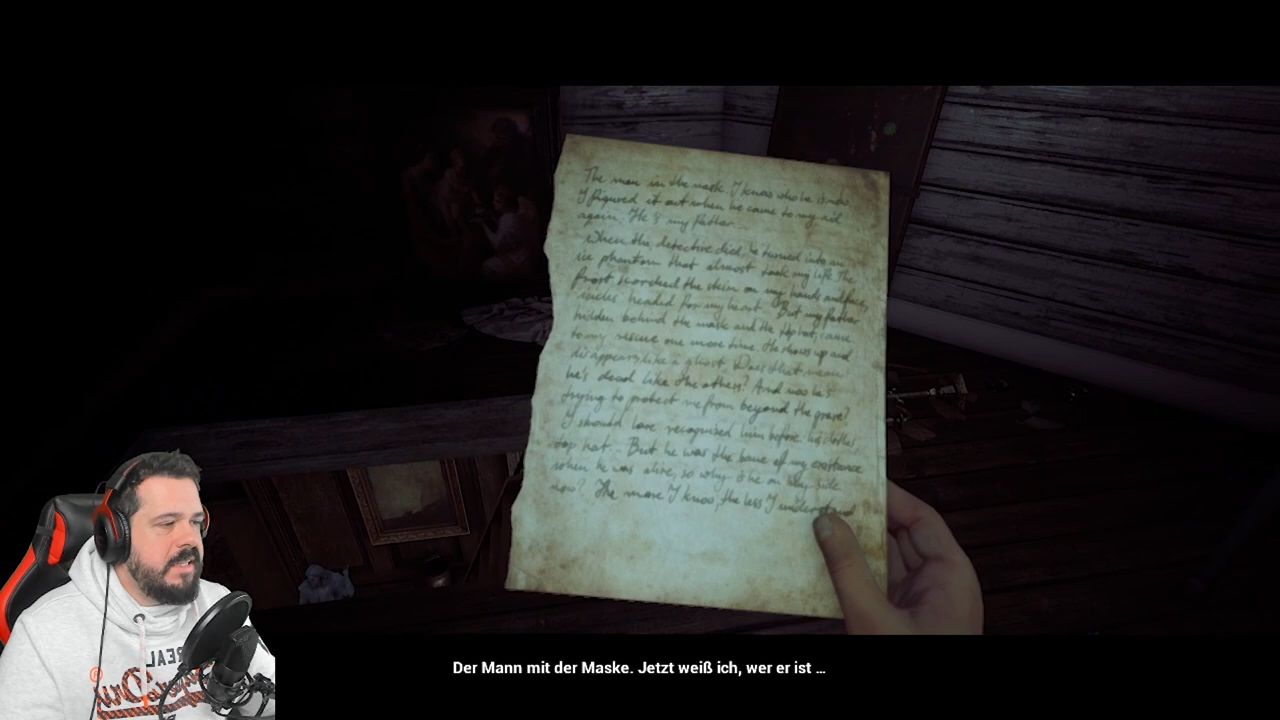 The man in the mask. I know who he is now
I figured it out when he came to my aid
again. He's my father.
When the detective died, he turned into an
ice phantom that almost took my life. The
frost scorched the skin on my hands and face,
icicles headed for my heart. But my father
hidden behind the mask and the top hat, came
to my rescue one more time. He shows up and
disappears like a ghost. Does that mean
he's dead like the others? And now he's
trying to protect me from beyond the grave?
I should have recognized him before: his clothes,
top hat. But he was the bane of my existence
when he was alive, so why is he on my side
now? The more I know, the less I understand
REAL
Der Mann mit der Maske. Jetzt weiß ich, wer er ist ...